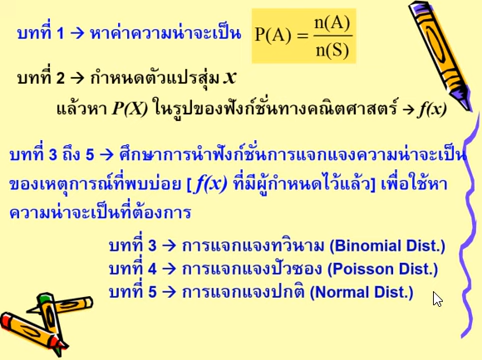 บทที่ 1 → หาค่าความน่าจะเป็น P(A) = n(A) / n(S)
บทที่ 2 → กำหนดตัวแปรสุ่ม x
แล้วหา P(X) ในรูปของฟังก์ชั่นทางคณิตศาสตร์ → f(x)
บทที่ 3 ถึง 5 → ศึกษาการนำฟังก์ชั่นการแจกแจงความน่าจะเป็น
ของเหตุการณ์ที่พบบ่อย [ f(x) ที่มีผู้กำหนดไว้แล้ว] เพื่อใช้หา
ความน่าจะเป็นที่ต้องการ
บทที่ 3 → การแจกแจงทวินาม (Binomial Dist.)
บทที่ 4 → การแจกแจงปัวซอง (Poisson Dist.)
บทที่ 5 → การแจกแจงปกติ (Normal Dist.)